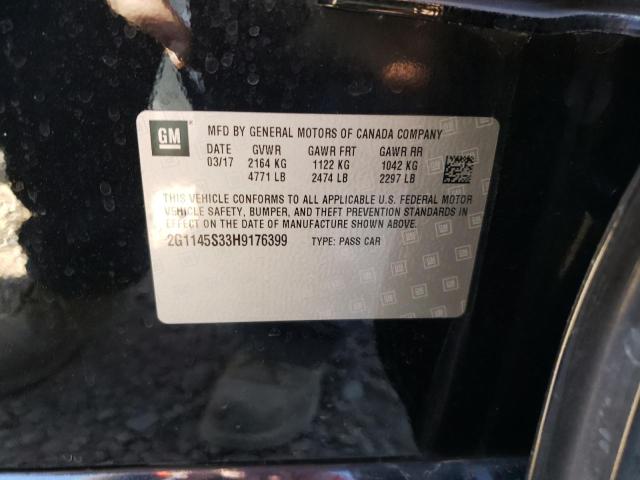 GM
MFD BY GENERAL MOTORS OF CANADA COMPANY
DATE GVWR GAWR FRT GAWR RR
03/17 2164 KG 1122 KG 1042 KG
4771 LB 2474 LB 2297 LB
THIS VEHICLE CONFORMS TO ALL APPLICABLE U.S. FEDERAL MOTOR
VEHICLE SAFETY, BUMPER, AND THEFT PREVENTION STANDARDS IN
EFFECT ON THE DATE OF MANUFACTURE SHOWN ABOVE.
2G1145S33H9176399 TYPE: PASS CAR